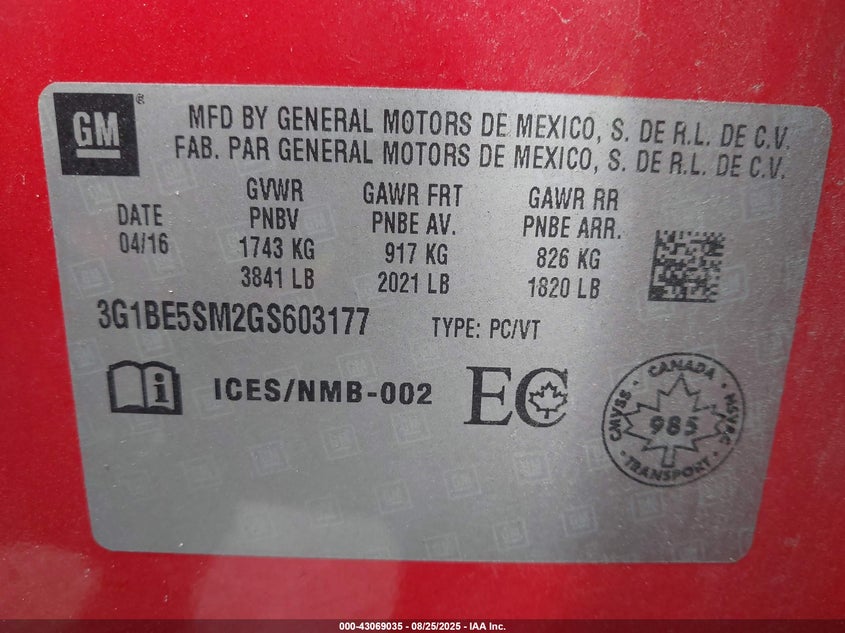 GM®
MFD BY GENERAL MOTORS DE MEXICO, S. DE R.L. DE C.V.
FAB. PAR GENERAL MOTORS DE MEXICO, S. DE R.L. DE C.V.
DATE
04/16
GVWR
PNBV
1743 KG
3841 LB
GAWR FRT
PNBE AV.
917 KG
2021 LB
GAWR RR
PNBE ARR.
826 KG
1820 LB
3G1BE5SM2GS603177 TYPE: PC/VT
i ICES/NMB-002 EC
CANADA
CMVSS 985 NSVAC
TRANSPORT
000-43069035 - 08/25/2025 - IAA Inc.